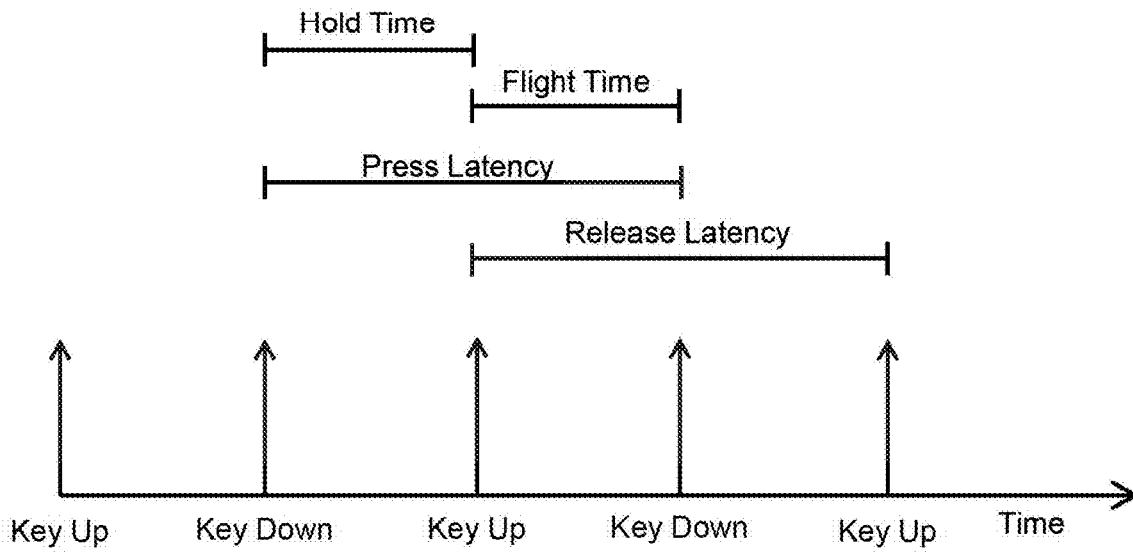 Hold Time
Flight Time
Press Latency
Release Latency
Key Up Key Down Key Up Key Down Key Up Time